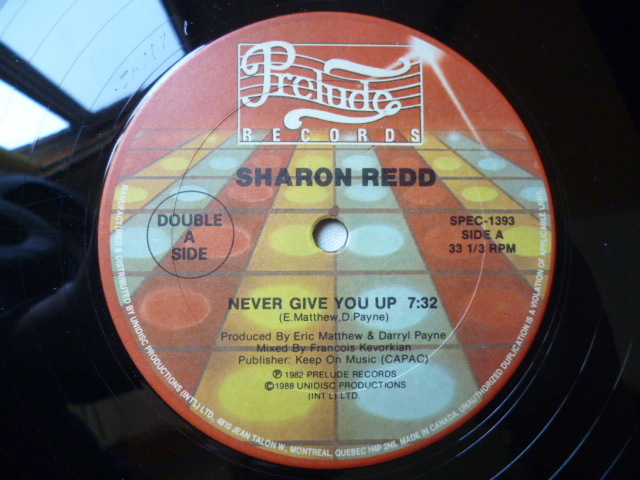 Prelude
RECORDS
SHARON REDD
DOUBLE
A
SIDE
SPEC-1393
SIDE A
33 1/3 RPM
NEVER GIVE YOU UP 7:32
(E.Matthew,D.Payne)
Produced By Eric Matthew & Darryl Payne
Mixed By Francois Kevorkian
Publisher: Keep On Music (CAPAC)
Ⓟ 1982 PRELUDE RECORDS
©1988 UNIDISC PRODUCTIONS
(INT'L) LTD
MANUFACTURED & DISTRIBUTED BY UNIDISC PRODUCTIONS (INT'L) LTD., 4810 JEAN TALON W., MONTREAL, QUEBEC H4P 2N5. MADE IN CANADA. UNAUTHORIZED DUPLICATION IS A VIOLATION OF APPLICABLE LAWS.